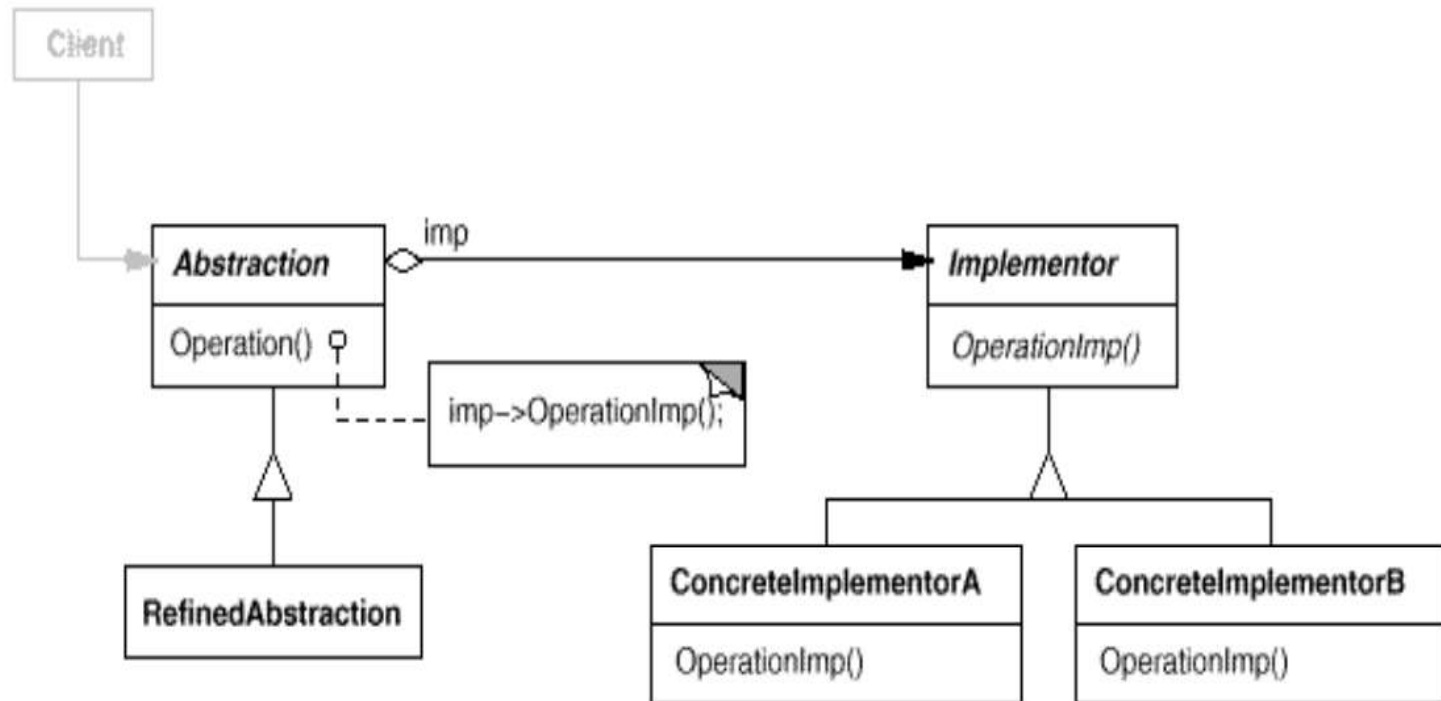 Client
imp
Abstraction
Implementor
Operation()
OperationImp()
imp->OperationImp();
RefinedAbstraction
ConcreteImplementorA
ConcreteImplementorB
OperationImp()
OperationImp()